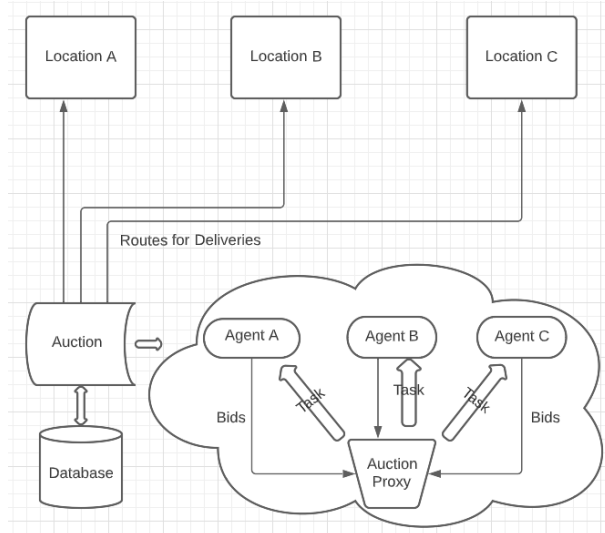 Location A
Location B
Location C
Routes for Deliveries
Auction
Agent A
Agent B
Agent C
Task
Task
Task
Bids
Bids
Auction
Proxy
Database